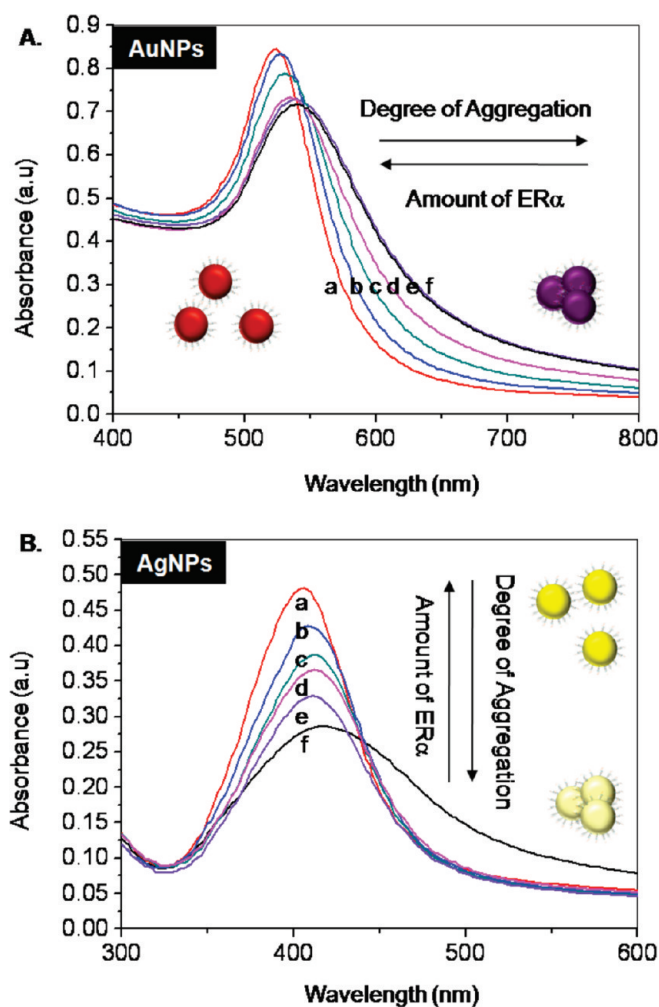 A.
AuNPs
Absorbance (a.u)
0.9
0.8
0.7
0.6
0.5
0.4
0.3
0.2
0.1
0.0
Degree of Aggregation
Amount of ERα
a b c d e f
400 500 600 700 800
Wavelength (nm)
B.
AgNPs
Absorbance (a.u)
0.55
0.50
0.45
0.40
0.35
0.30
0.25
0.20
0.15
0.10
0.05
0.00
a
b
c
d
e
f
Amount of ERα
Degree of Aggregation
300 400 500 600
Wavelength (nm)